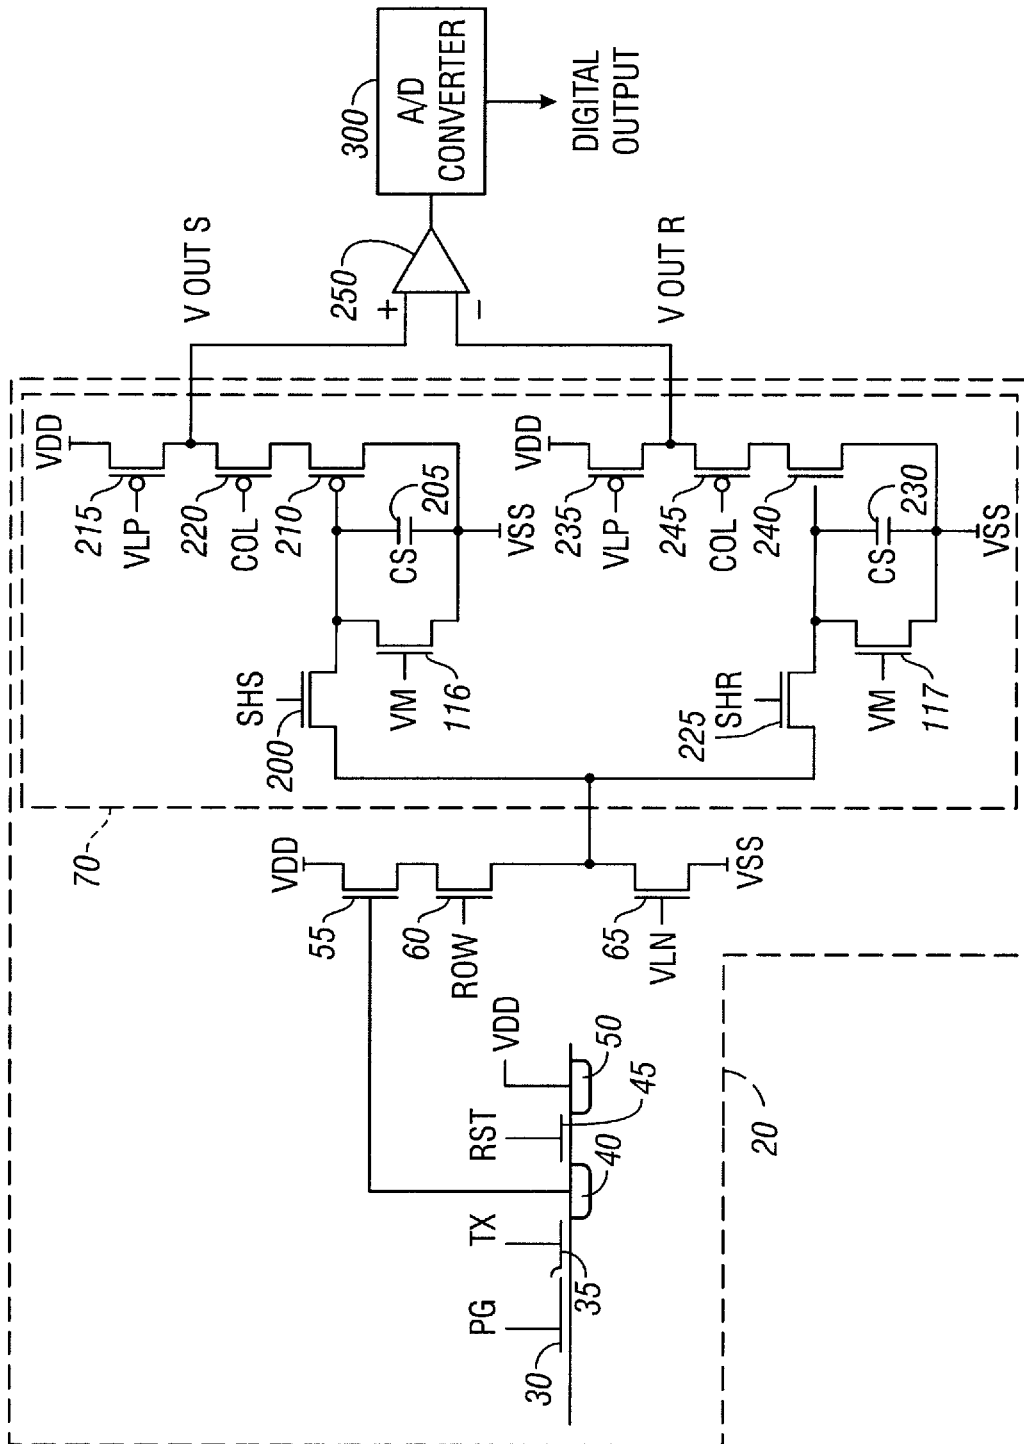 300
A/D
CONVERTER
DIGITAL
OUTPUT
250
+
−
V OUT S
V OUT R
VDD
215
VLP
220
COL
210
205
CS
VSS
SHS
200
VM
116
VDD
235
VLP
245
COL
240
230
CS
VSS
SHR
225
VM
117
70
VDD
55
60
ROW
65
VLN
VSS
VDD
50
RST
45
40
TX
35
PG
30
20